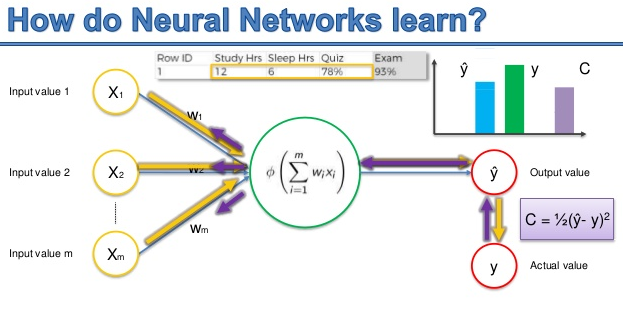 How do Neural Networks learn?
Row ID Study Hrs Sleep Hrs Quiz Exam
1 12 6 78% 93%
ŷ y C
Input value 1
X1
W1
Input value 2
X2
W2
ϕ(∑ᵢ₌₁ᵐ wᵢxᵢ)
ŷ
Output value
C = ½(ŷ- y)²
Wm
Input value m
Xm
y
Actual value